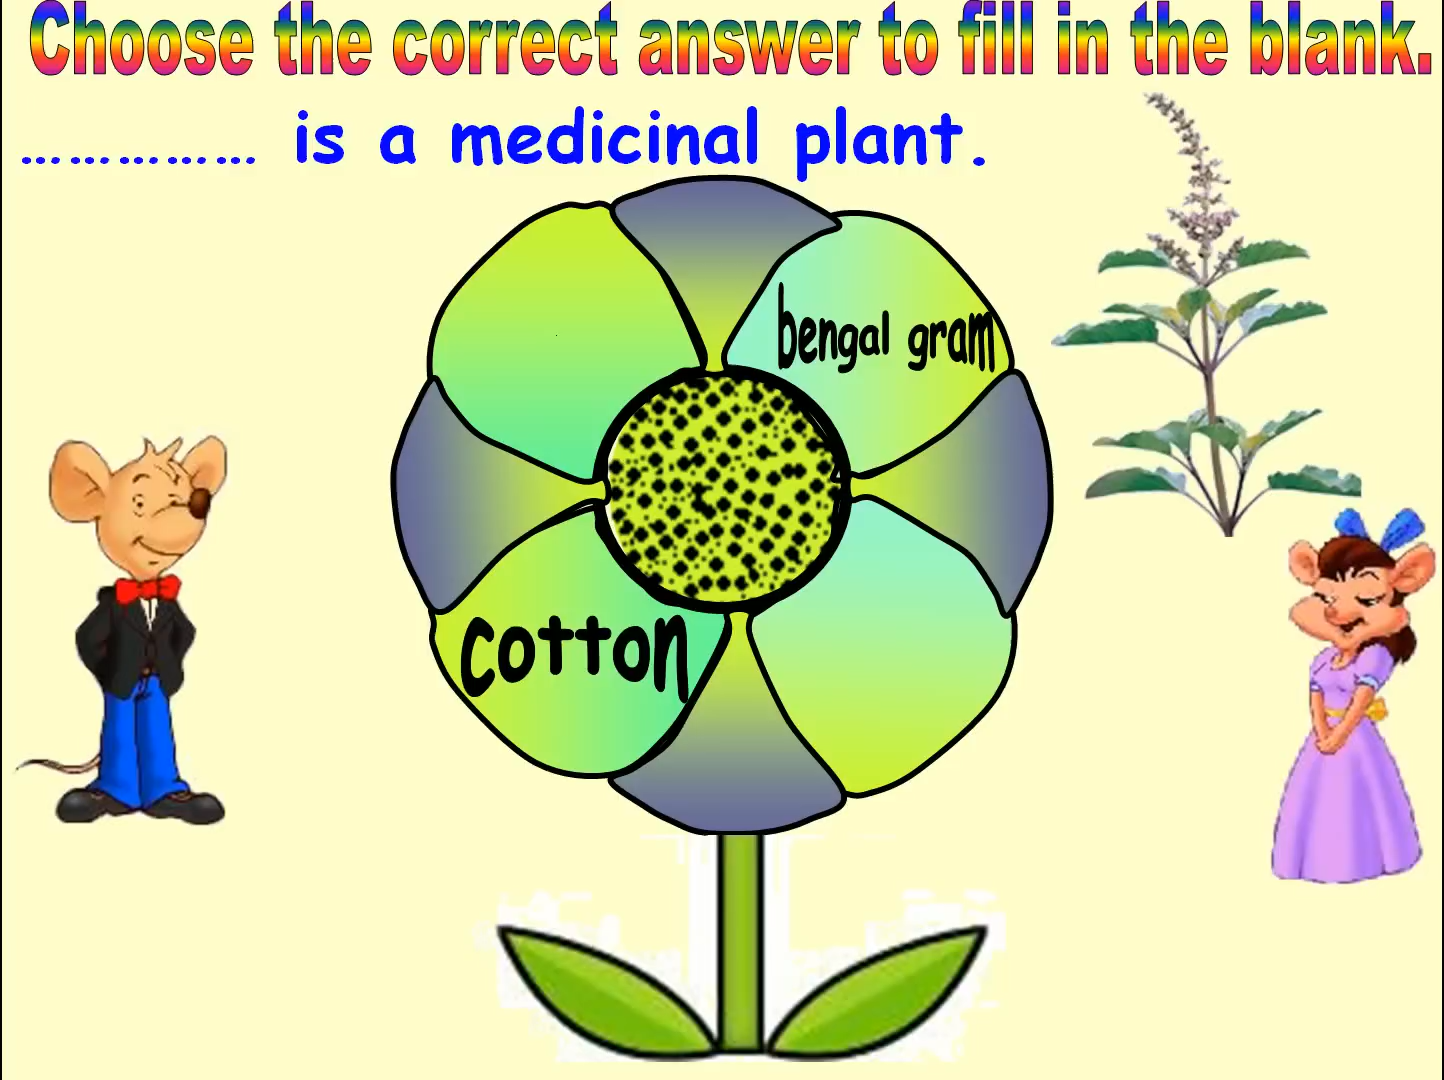 Choose the correct answer to fill in the blank.
…………… is a medicinal plant.
bengal gram
cotton